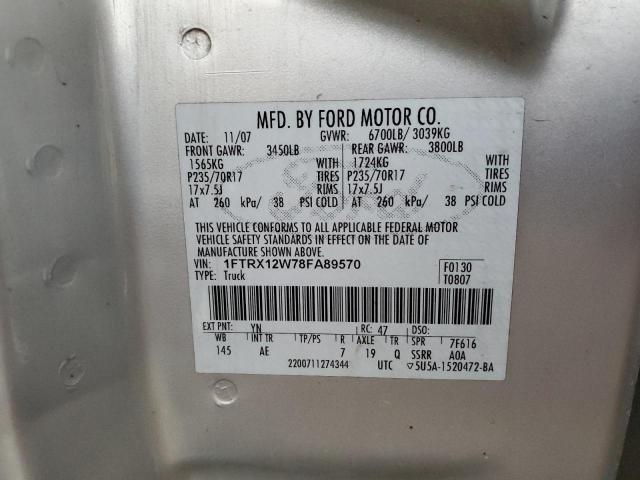 MFD. BY FORD MOTOR CO.
DATE: 11/07 GVWR: 6700LB/ 3039KG
FRONT GAWR: 3450LB REAR GAWR: 3800LB
1565KG WITH 1724KG WITH
P235/70R17 TIRES P235/70R17 TIRES
17x7.5J RIMS 17x7.5J RIMS
AT 260 kPa/ 38 PSI COLD AT 260 kPa/ 38 PSI COLD
Ford
THIS VEHICLE CONFORMS TO ALL APPLICABLE FEDERAL MOTOR
VEHICLE SAFETY STANDARDS IN EFFECT ON THE DATE OF
MANUFACTURE SHOWN ABOVE.
VIN: 1FTRX12W78FA89570 F0130
TYPE: Truck T0807
EXT PNT: YN RC: 47 DSO:
WB INT TR TP/PS R AXLE TR SPR 7F616
145 AE 7 19 Q SSRR A0A
2200711274344 UTC ▽5U5A-1520472-BA